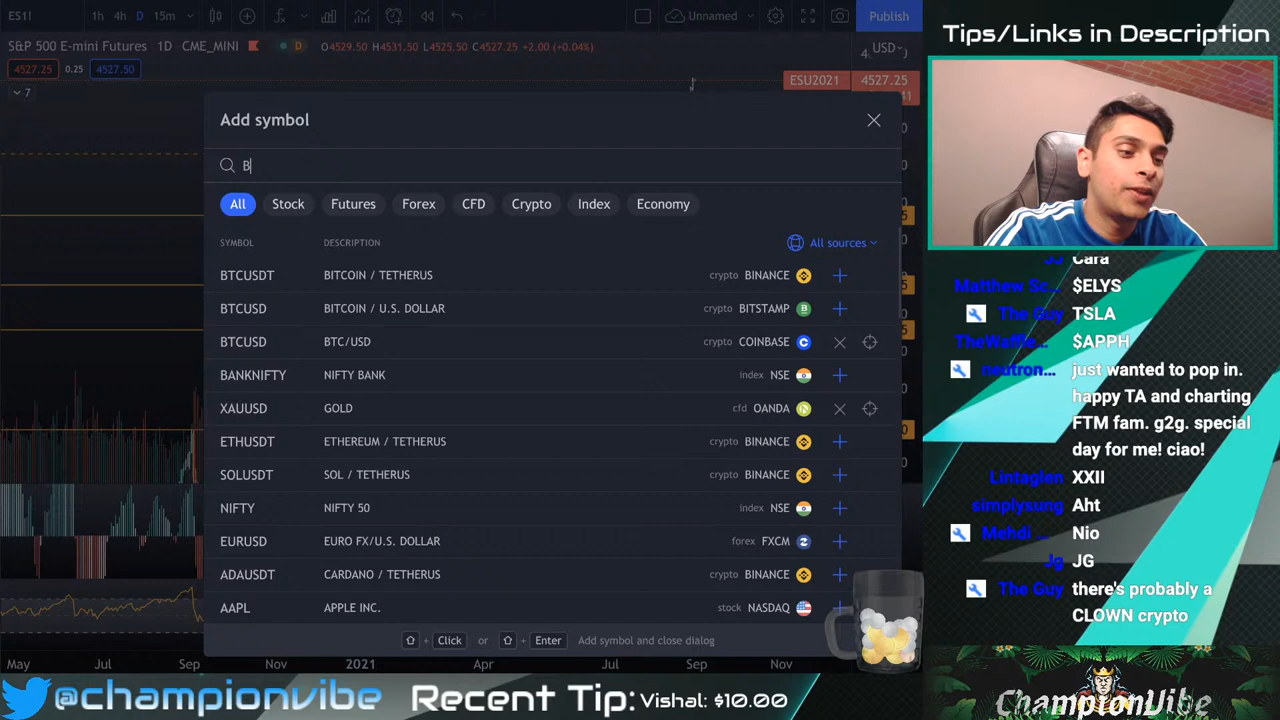 ES1!
1h 4h D 15m
Unnamed
Publish
S&P 500 E-mini Futures 1D CME_MINI
D
O4529.50 H4531.50 L4525.50 C4527.25 +2.00 (+0.04%)
USD
4527.25 0.25 4527.50
7
ESU2021 4527.25
41
Add symbol
B
All Stock Futures Forex CFD Crypto Index Economy
SYMBOL DESCRIPTION All sources
BTCUSDT BITCOIN / TETHERUS crypto BINANCE
BTCUSD BITCOIN / U.S. DOLLAR crypto BITSTAMP
BTCUSD BTC/USD crypto COINBASE
BANKNIFTY NIFTY BANK index NSE
XAUUSD GOLD cfd OANDA
ETHUSDT ETHEREUM / TETHERUS crypto BINANCE
SOLUSDT SOL / TETHERUS crypto BINANCE
NIFTY NIFTY 50 index NSE
EURUSD EURO FX/U.S. DOLLAR forex FXCM
ADAUSDT CARDANO / TETHERUS crypto BINANCE
AAPL APPLE INC. stock NASDAQ
+ Click or + Enter Add symbol and close dialog
May Jul Sep Nov 2021 Apr Jul Sep Nov
Tips/Links in Description
JJ Cara
Matthew Sc... $ELYS
The Guy TSLA
TheWaffle... $APPH
neutron... just wanted to pop in.
happy TA and charting
FTM fam. g2g. special
day for me! ciao!
Lintaglen XXII
simplysung Aht
Mehdi ... Nio
Jg JG
The Guy there's probably a
CLOWN crypto
@championvibe Recent Tip: Vishal: $10.00
ChampionVibe